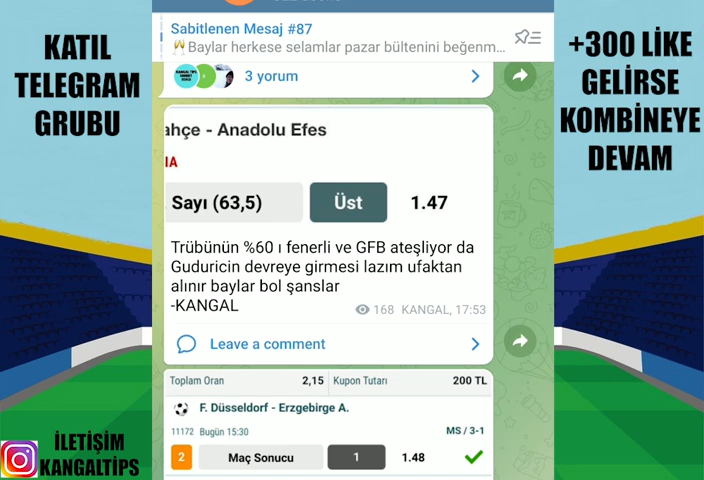 KATIL
TELEGRAM
GRUBU
Sabitlenen Mesaj #87
🥂Baylar herkese selamlar pazar bültenini beğenm...
3 yorum
ahçe - Anadolu Efes
Sayı (63,5)
Üst
1.47
Trübünün %60 ı fenerli ve GFB ateşliyor da
Guduricin devreye girmesi lazım ufaktan
alınır baylar bol şanslar
-KANGAL
168 KANGAL, 17:53
Leave a comment
Toplam Oran 2,15 Kupon Tutarı 200 TL
F. Düsseldorf - Erzgebirge A.
11172 Bugün 15:30 MS / 3-1
2 Maç Sonucu 1 1.48
+300 LİKE
GELİRSE
KOMBİNEYE
DEVAM
İLETİŞİM
KANGALTİPS